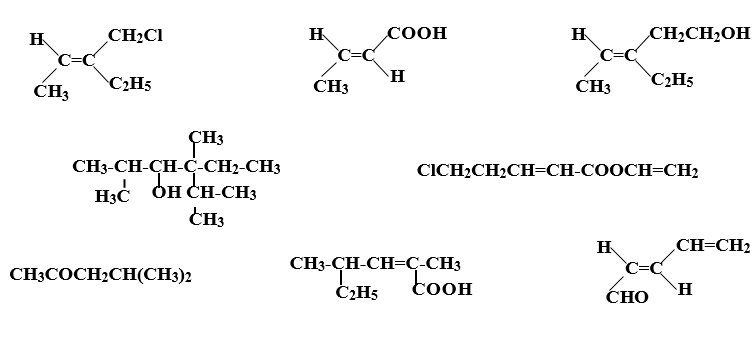 H CH₂Cl H COOH H CH₂CH₂OH
C=C C=C C=C
CH₃ C₂H₅ CH₃ H CH₃ C₂H₅
CH₃
CH₃-CH-CH-C-CH₂-CH₃ ClCH₂CH₂CH=CH-COOCH=CH₂
H₃C OH CH-CH₃
CH₃
H CH=CH₂
CH₃COCH₂CH(CH₃)₂ CH₃-CH-CH=C-CH₃ C=C
C₂H₅ COOH CHO H